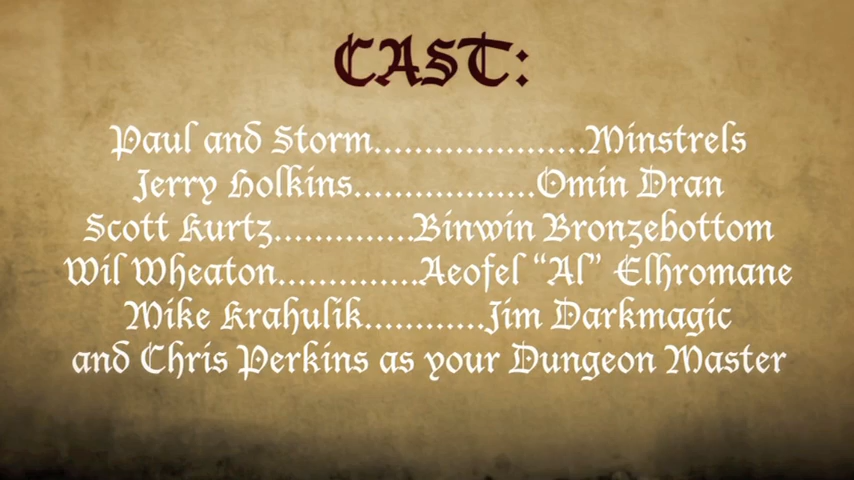 CAST:
Paul and Storm.....................Minstrels
Jerry Holkins..................Omin Dran
Scott Kurtz..............Binwin Bronzebottom
Wil Wheaton..............Aeofel “Al” Elhromane
Mike Krahulik............Jim Darkmagic
and Chris Perkins as your Dungeon Master